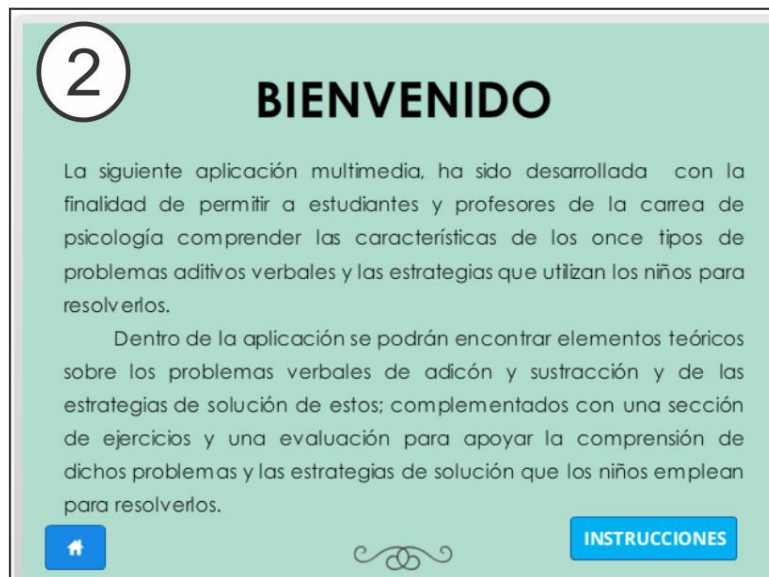 2
BIENVENIDO
La siguiente aplicación multimedia, ha sido desarrollada con la
finalidad de permitir a estudiantes y profesores de la carrea de
psicología comprender las características de los once tipos de
problemas aditivos verbales y las estrategias que utilizan los niños para
resolverlos.
Dentro de la aplicación se podrán encontrar elementos teóricos
sobre los problemas verbales de adicón y sustracción y de las
estrategias de solución de estos; complementados con una sección
de ejercicios y una evaluación para apoyar la comprensión de
dichos problemas y las estrategias de solución que los niños emplean
para resolverlos.
INSTRUCCIONES